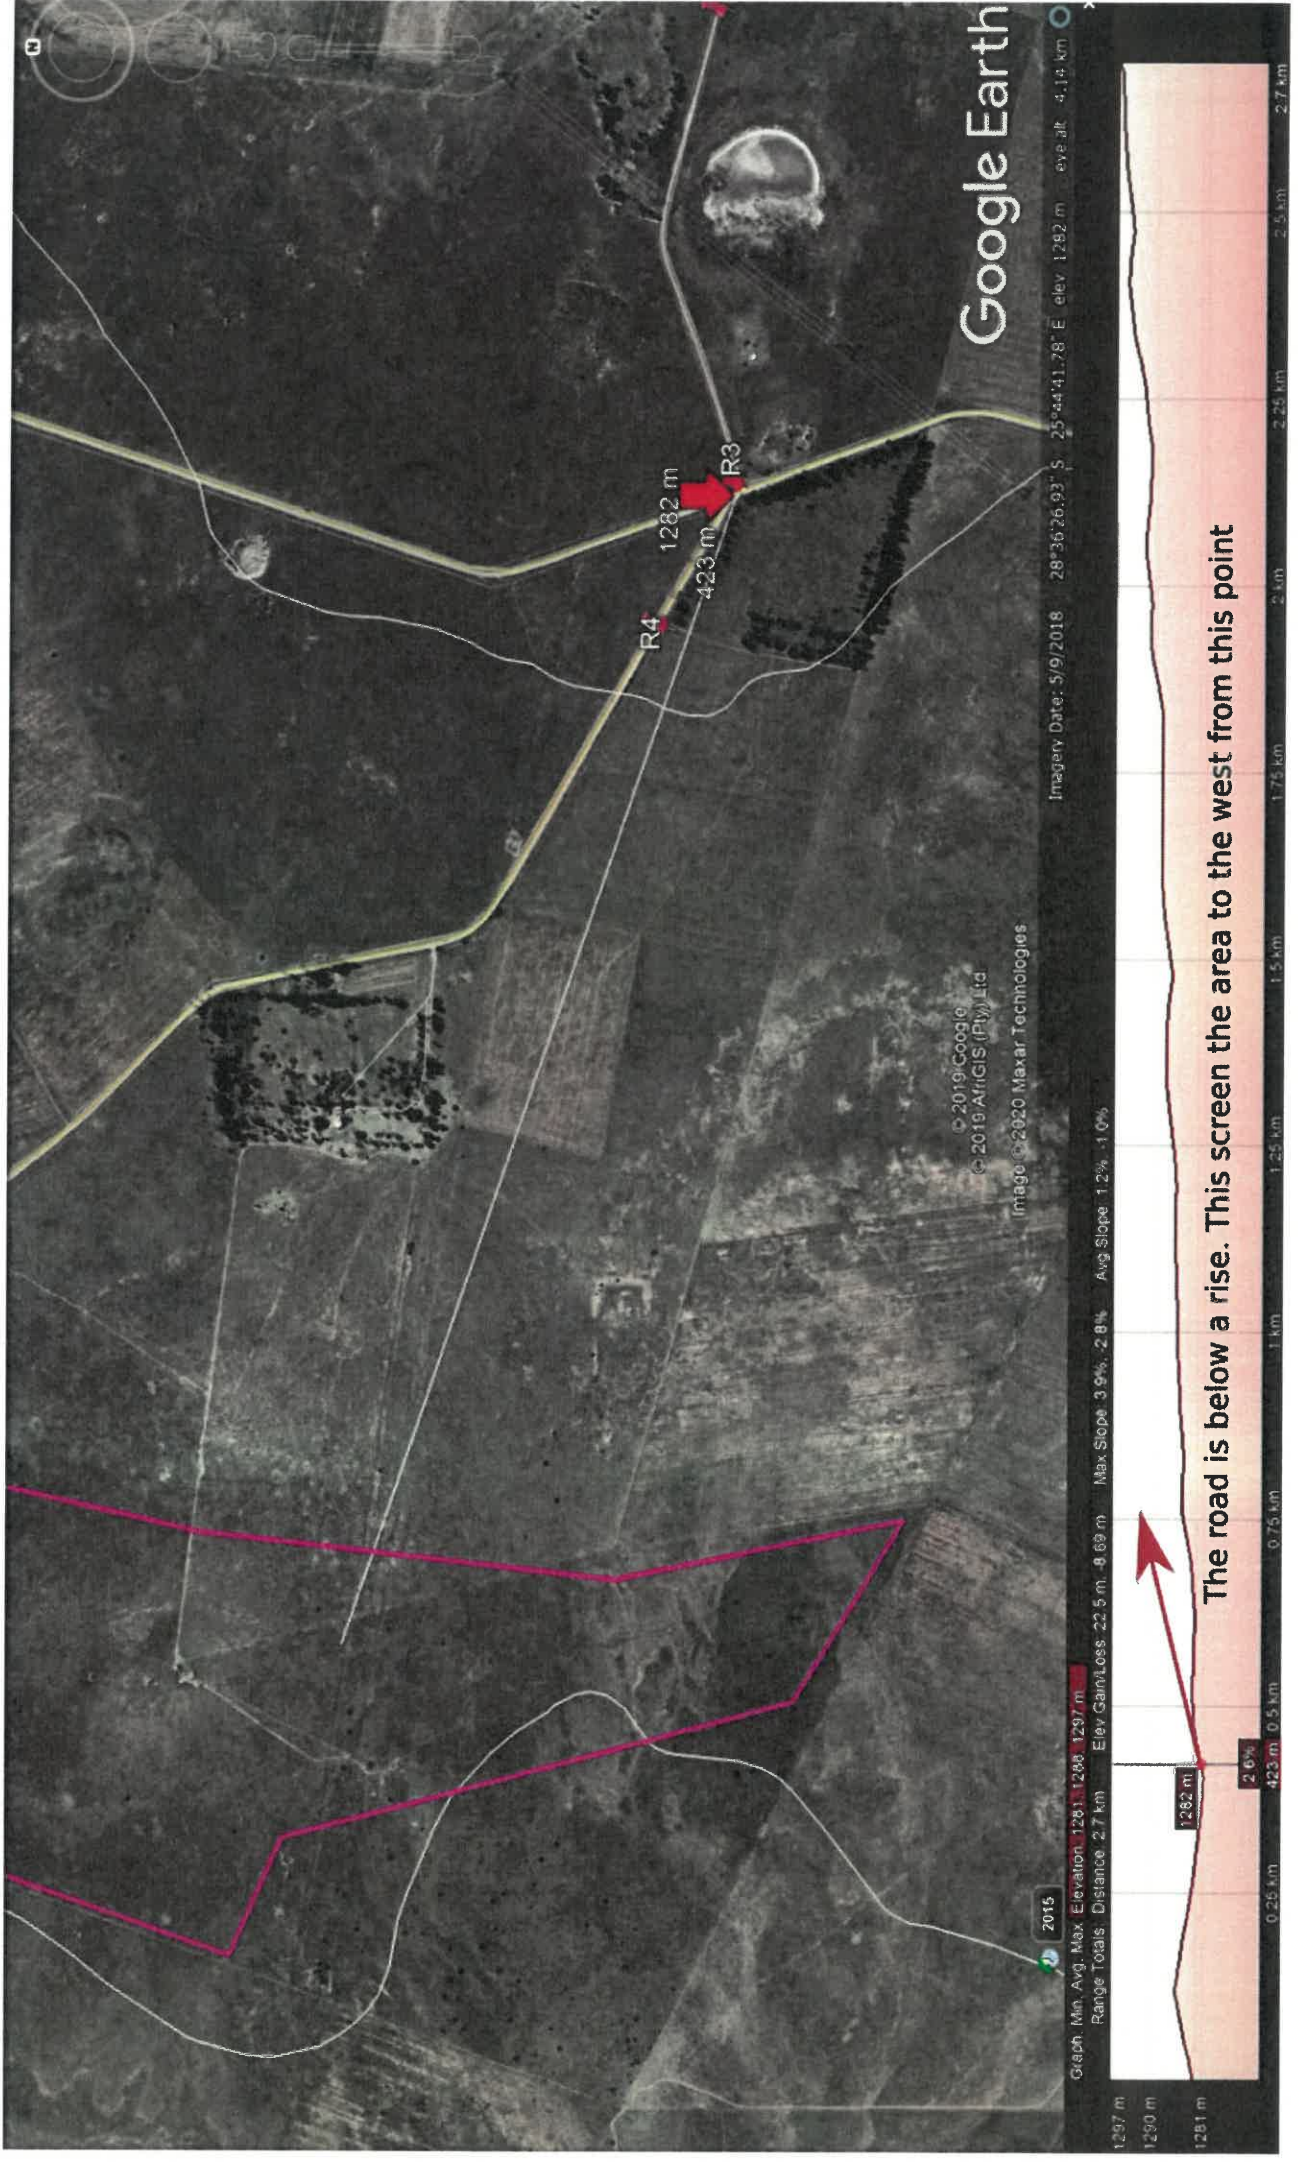 N
1282 m
R3
423 m
R4
© 2019 Google
© 2019 AfriGIS (Pty) Ltd
Image © 2020 Maxar Technologies
Google Earth
2015
Imagery Date: 5/9/2018 28°36'26.93" S 25°44'41.78" E elev 1282 m eye alt 4.14 km
Graph: Min, Avg, Max Elevation: 1281, 1288, 1297 m
Range Totals: Distance: 2.7 km Elev Gain/Loss: 22.5 m, -8.69 m Max Slope: 3.9%, -2.8% Avg Slope: 1.2%, -1.0%
1297 m
1290 m
1281 m
1282 m
The road is below a rise. This screen the area to the west from this point
2.6%
0.25 km 423 m 0.5 km 0.75 km 1 km 1.25 km 1.5 km 1.75 km 2 km 2.25 km 2.5 km 2.7 km